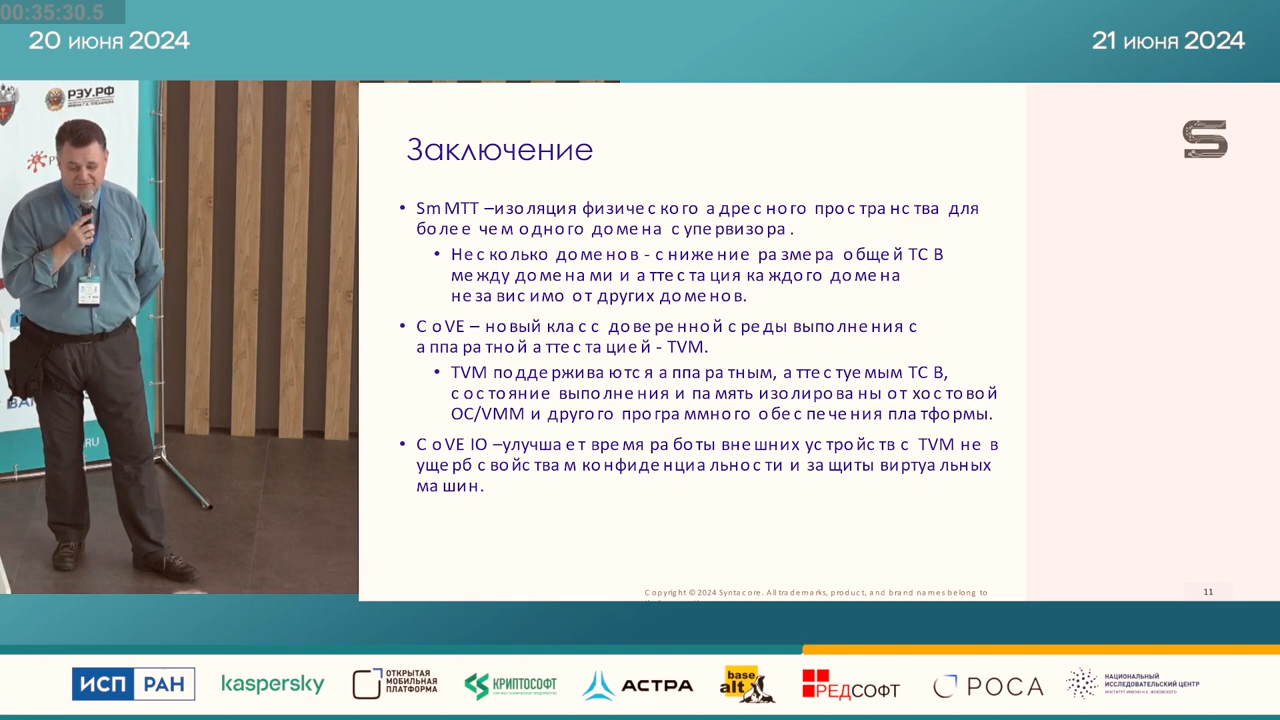 00:35:30.5
20 июня 2024
21 июня 2024
РЭУ.РФ
Заключение
• SmMTT –изоляция физического адресного пространства для
более чем одного домена супервизора.
• Несколько доменов - снижение размера общей TCB
между доменами и аттестация каждого домена
независимо от других доменов.
• CoVE – новый класс доверенной среды выполнения с
аппаратной аттестацией - TVM.
• TVM поддерживаются аппаратным, аттестуемым TCB,
состояние выполнения и память изолированы от хостовой
ОС/VMM и другого программного обеспечения платформы.
• CoVE IO –улучшает время работы внешних устройств с TVM не в
ущерб свойствам конфиденциальности и защиты виртуальных
машин.
Copyright © 2024 Syntacore. All trademarks, product, and brand names belong to
11
ИСП РАН
kaspersky
ОТКРЫТАЯ
МОБИЛЬНАЯ
ПЛАТФОРМА
КРИПТОСОФТ
АСТРА
base
alt
РЕДСОФТ
РОСА
НАЦИОНАЛЬНЫЙ
ИССЛЕДОВАТЕЛЬСКИЙ ЦЕНТР